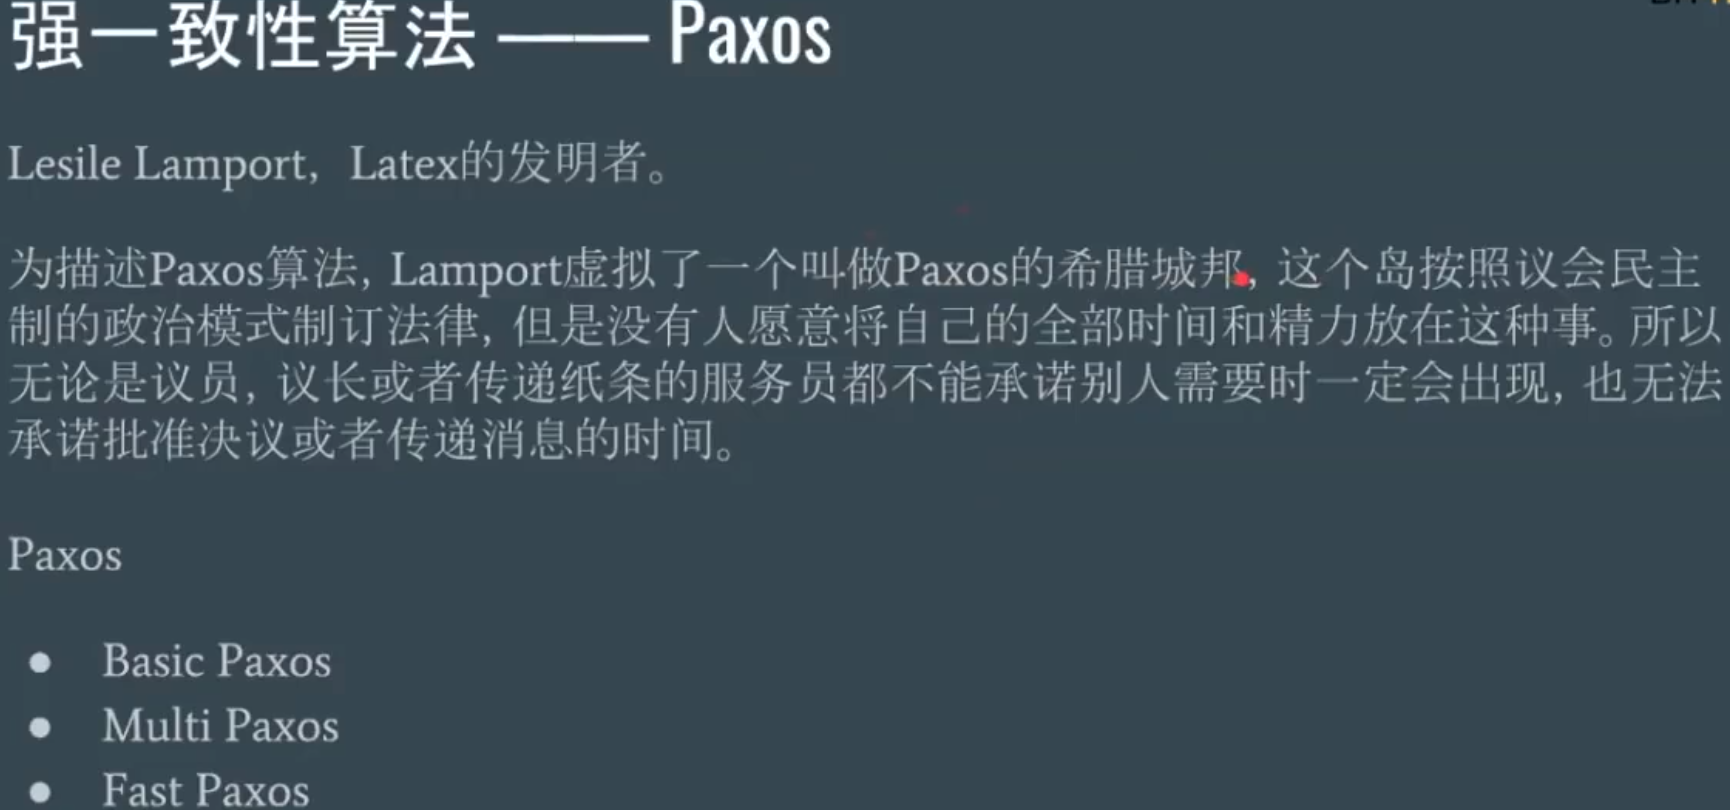 强一致性算法 —— Paxos
Lesile Lamport，Latex的发明者。
为描述Paxos算法, Lamport虚拟了一个叫做Paxos的希腊城邦, 这个岛按照议会民主
制的政治模式制订法律, 但是没有人愿意将自己的全部时间和精力放在这种事。所以
无论是议员, 议长或者传递纸条的服务员都不能承诺别人需要时一定会出现, 也无法
承诺批准决议或者传递消息的时间。
Paxos
● Basic Paxos
● Multi Paxos
● Fast Paxos